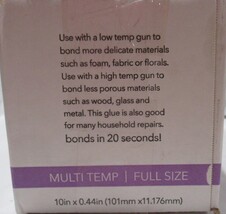 Use with a low temp gun to
bond more delicate materials
such as foam, fabric or florals.
Use with a high temp gun to
bond less porous materials
such as wood, glass and
metal. This glue is also good
for many household repairs.
bonds in 20 seconds!
MULTI TEMP | FULL SIZE
10in x 0.44in (101mm x11.176mm)